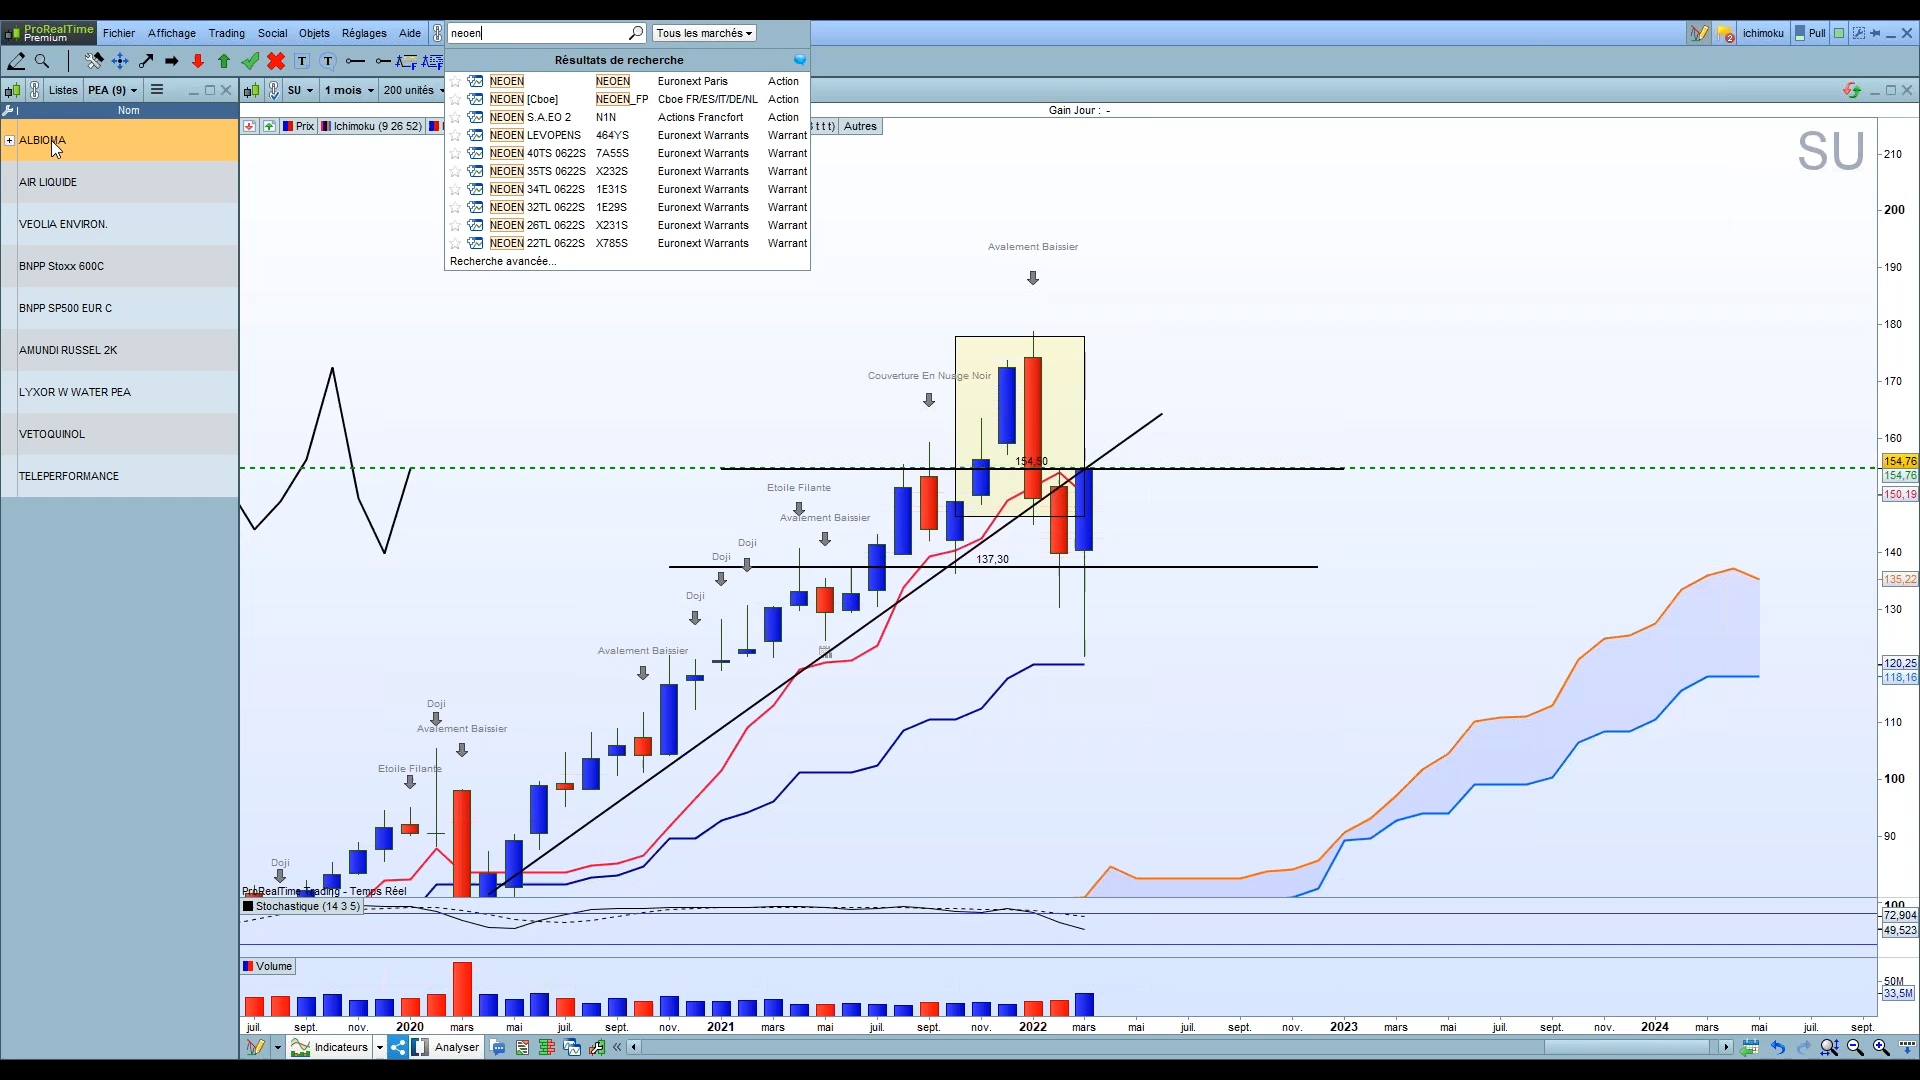 ProRealTime
Premium
Fichier Affichage Trading Social Objets Réglages Aide
neoen
Tous les marchés
2
ichimoku
Pull
T
T
F
F
Listes
PEA (9)
SU
1 mois
200 unités
Nom
Gain Jour : -
Prix
Ichimoku (9 26 52)
t t t)
Autres
ALBIOMA
AIR LIQUIDE
VEOLIA ENVIRON.
BNPP Stoxx 600C
BNPP SP500 EUR C
AMUNDI RUSSEL 2K
LYXOR W WATER PEA
VETOQUINOL
TELEPERFORMANCE
Résultats de recherche
NEOEN NEOEN Euronext Paris Action
NEOEN [Cboe] NEOEN_FP Cboe FR/ES/IT/DE/NL Action
NEOEN S.A.EO 2 N1N Actions Francfort Action
NEOEN LEVOPENS 464YS Euronext Warrants Warrant
NEOEN 40TS 0622S 7A55S Euronext Warrants Warrant
NEOEN 35TS 0622S X232S Euronext Warrants Warrant
NEOEN 34TL 0622S 1E31S Euronext Warrants Warrant
NEOEN 32TL 0622S 1E29S Euronext Warrants Warrant
NEOEN 26TL 0622S X231S Euronext Warrants Warrant
NEOEN 22TL 0622S X785S Euronext Warrants Warrant
Recherche avancée...
SU
Avalement Baissier
Couverture En Nuage Noir
154,50
Etoile Filante
Avalement Baissier
Doji
Doji
137,30
Doji
Avalement Baissier
Doji
Avalement Baissier
Etoile Filante
Doji
210
200
190
180
170
160
154,76
154,76
150,19
140
135,22
130
120,25
118,16
110
100
90
ProRealTime Trading - Temps Réel
Stochastique (14 3 5)
100
72,904
49,523
Volume
50M
33,5M
juil. sept. nov. 2020 mars mai juil. sept. nov. 2021 mars mai juil. sept. nov. 2022 mars mai juil. sept. nov. 2023 mars mai juil. sept. nov. 2024 mars mai juil. sept.
Indicateurs
Analyser